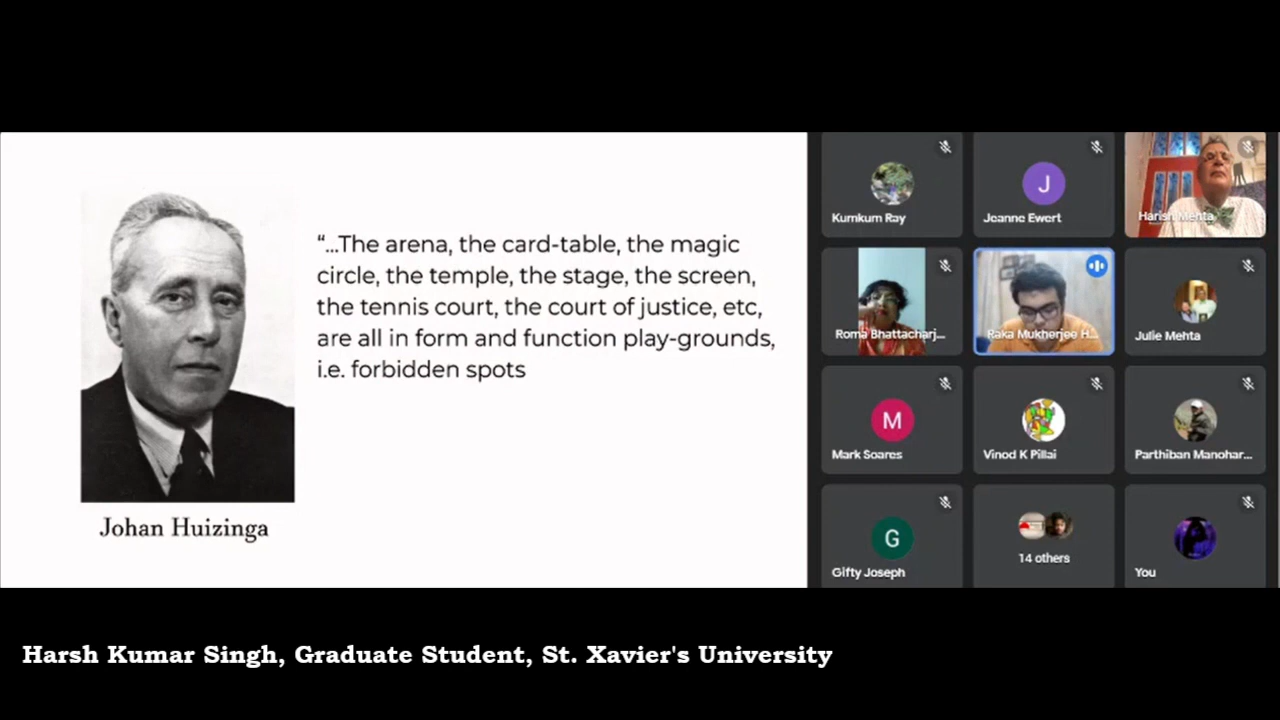 “...The arena, the card-table, the magic
circle, the temple, the stage, the screen,
the tennis court, the court of justice, etc,
are all in form and function play-grounds,
i.e. forbidden spots
Johan Huizinga
Kumkum Ray
J
Jeanne Ewert
Harish Mehta
Roma Bhattacharj...
Raka Mukherjee H...
Julie Mehta
M
Mark Soares
Vinod K Pillai
Parthiban Manohar...
G
Gifty Joseph
14 others
You
Harsh Kumar Singh, Graduate Student, St. Xavier's University